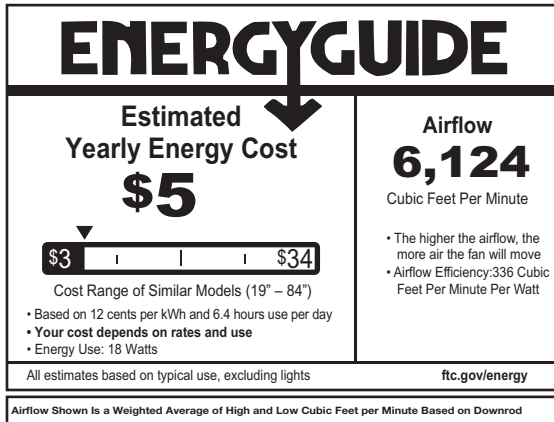 ENERGYGUIDE
Estimated
Yearly Energy Cost
$5
$3
$34
Cost Range of Similar Models (19” – 84”)
• Based on 12 cents per kWh and 6.4 hours use per day
• Your cost depends on rates and use
• Energy Use: 18 Watts
Airflow
6,124
Cubic Feet Per Minute
• The higher the airflow, the
more air the fan will move
• Airflow Efficiency:336 Cubic
Feet Per Minute Per Watt
All estimates based on typical use, excluding lights
ftc.gov/energy
Airflow Shown Is a Weighted Average of High and Low Cubic Feet per Minute Based on Downrod